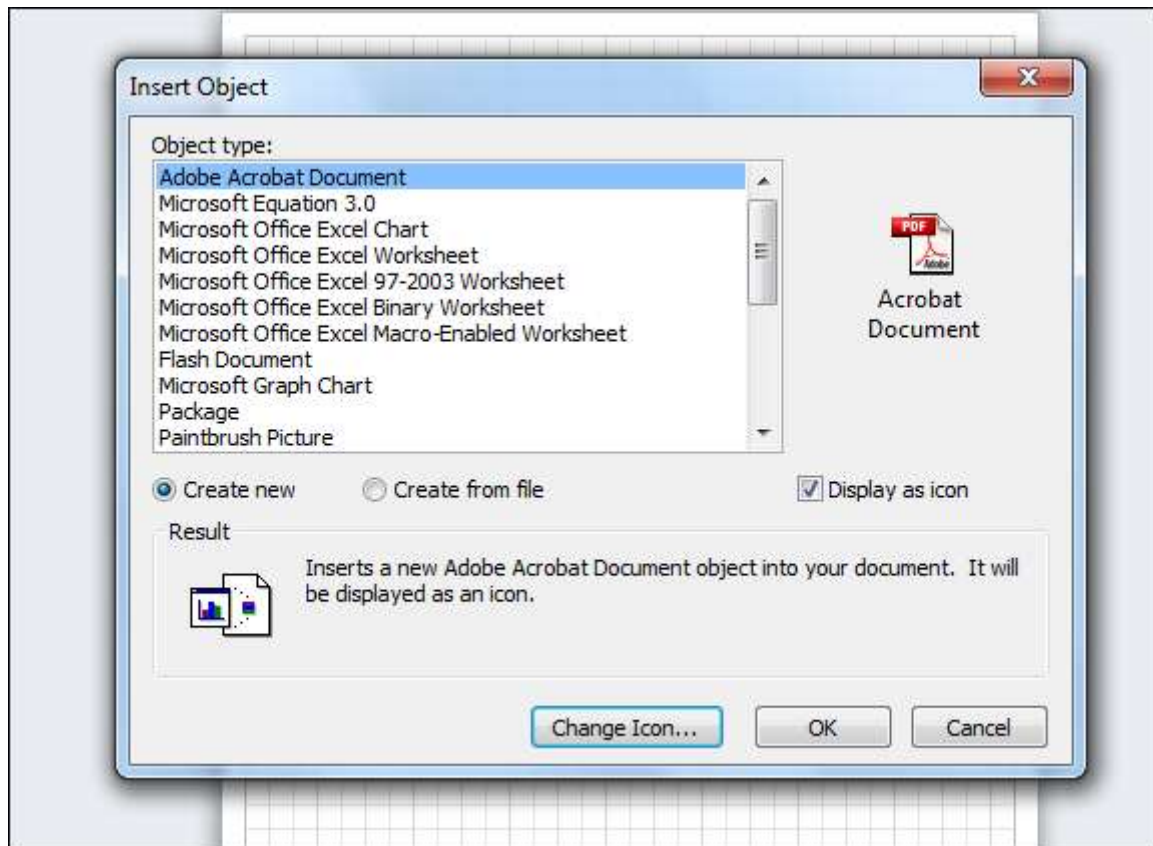 Insert Object
Object type:
Adobe Acrobat Document
Microsoft Equation 3.0
Microsoft Office Excel Chart
Microsoft Office Excel Worksheet
Microsoft Office Excel 97-2003 Worksheet
Microsoft Office Excel Binary Worksheet
Microsoft Office Excel Macro-Enabled Worksheet
Flash Document
Microsoft Graph Chart
Package
Paintbrush Picture
PDF
Adobe
Acrobat
Document
Create new
Create from file
Display as icon
Result
Inserts a new Adobe Acrobat Document object into your document. It will
be displayed as an icon.
Change Icon...
OK
Cancel